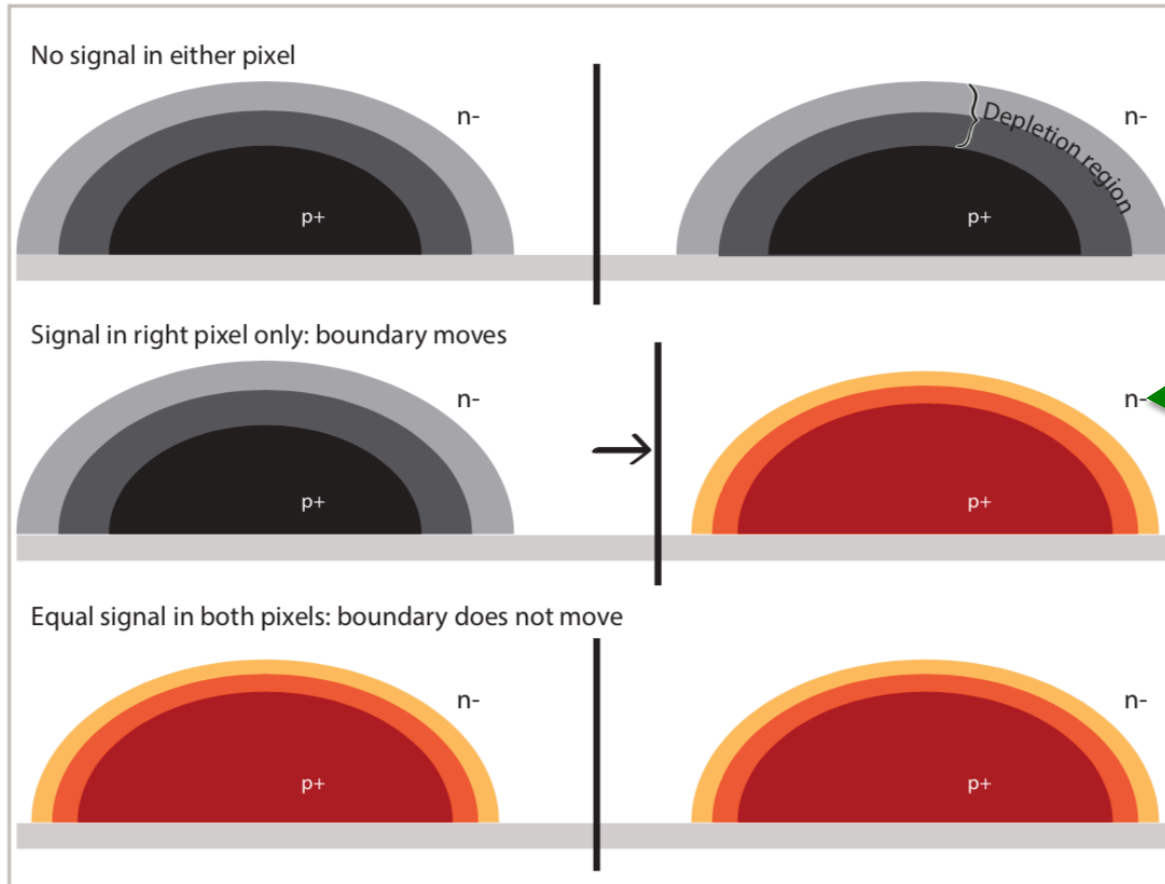 No signal in either pixel
n-
Depletion region
n-
p+
p+
Signal in right pixel only: boundary moves
n-
n-
p+
p+
Equal signal in both pixels: boundary does not move
n-
n-
p+
p+